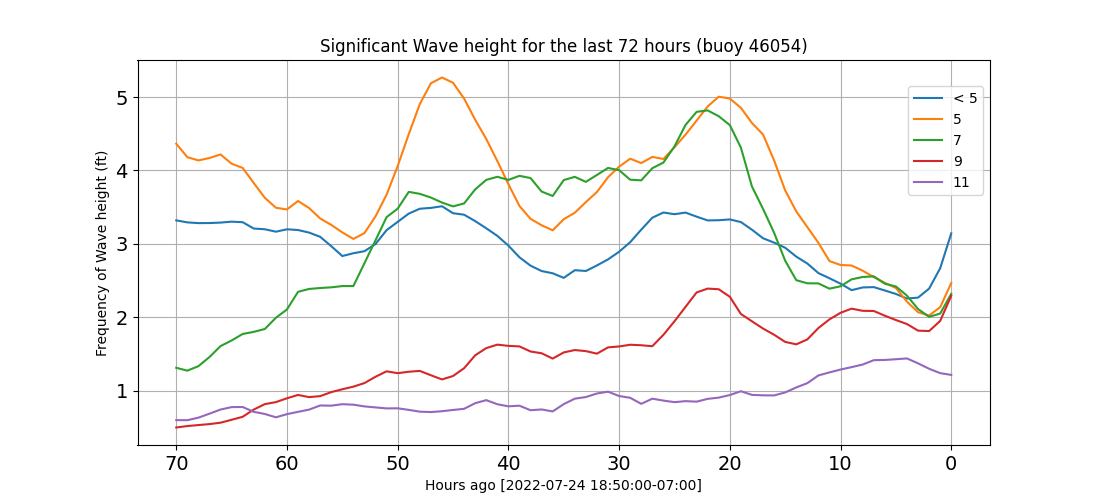 Significant Wave height for the last 72 hours (buoy 46054)
Frequency of Wave height (ft)
5
4
3
2
1
< 5
5
7
9
11
70 60 50 40 30 20 10 0
Hours ago [2022-07-24 18:50:00-07:00]